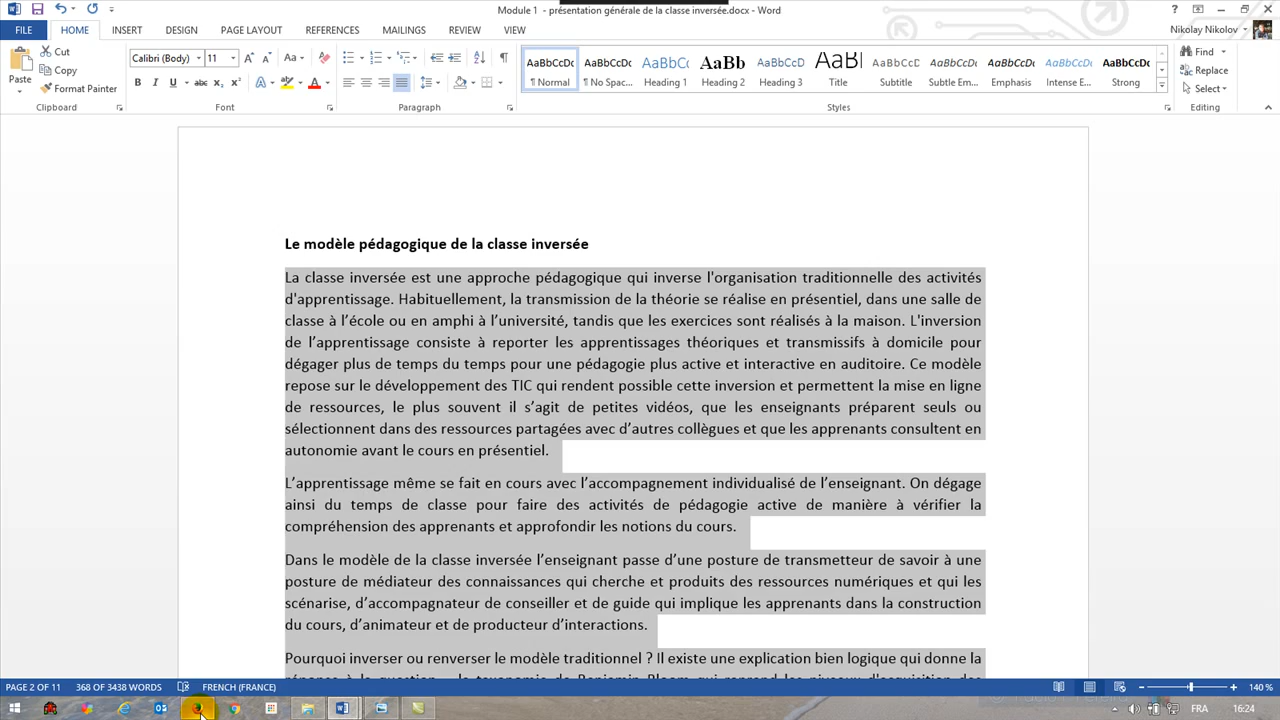 Module 1 - présentation générale de la classe inversée.docx - Word
FILE HOME INSERT DESIGN PAGE LAYOUT REFERENCES MAILINGS REVIEW VIEW Nikolay Nikolov
Paste
Cut
Copy
Format Painter
Clipboard
Calibri (Body) 11
Font
Paragraph
AaBbCcDc AaBbCcDc AaBbC AaBb AaBbCcDc AaBl AaBbCcDc AaBbCcDc AaBbCcDc AaBbCcDc AaBbCcDc
¶ Normal ¶ No Spac... Heading 1 Heading 2 Heading 3 Title Subtitle Subtle Em... Emphasis Intense E... Strong
Styles
Find
Replace
Select
Editing
Le modèle pédagogique de la classe inversée
La classe inversée est une approche pédagogique qui inverse l'organisation traditionnelle des activités
d'apprentissage. Habituellement, la transmission de la théorie se réalise en présentiel, dans une salle de
classe à l’école ou en amphi à l’université, tandis que les exercices sont réalisés à la maison. L'inversion
de l’apprentissage consiste à reporter les apprentissages théoriques et transmissifs à domicile pour
dégager plus de temps du temps pour une pédagogie plus active et interactive en auditoire. Ce modèle
repose sur le développement des TIC qui rendent possible cette inversion et permettent la mise en ligne
de ressources, le plus souvent il s’agit de petites vidéos, que les enseignants préparent seuls ou
sélectionnent dans des ressources partagées avec d’autres collègues et que les apprenants consultent en
autonomie avant le cours en présentiel.
L’apprentissage même se fait en cours avec l’accompagnement individualisé de l’enseignant. On dégage
ainsi du temps de classe pour faire des activités de pédagogie active de manière à vérifier la
compréhension des apprenants et approfondir les notions du cours.
Dans le modèle de la classe inversée l’enseignant passe d’une posture de transmetteur de savoir à une
posture de médiateur des connaissances qui cherche et produits des ressources numériques et qui les
scénarise, d’accompagnateur de conseiller et de guide qui implique les apprenants dans la construction
du cours, d’animateur et de producteur d’interactions.
Pourquoi inverser ou renverser le modèle traditionnel ? Il existe une explication bien logique qui donne la
PAGE 2 OF 11 368 OF 3438 WORDS FRENCH (FRANCE) 140 %
FRA 16:24